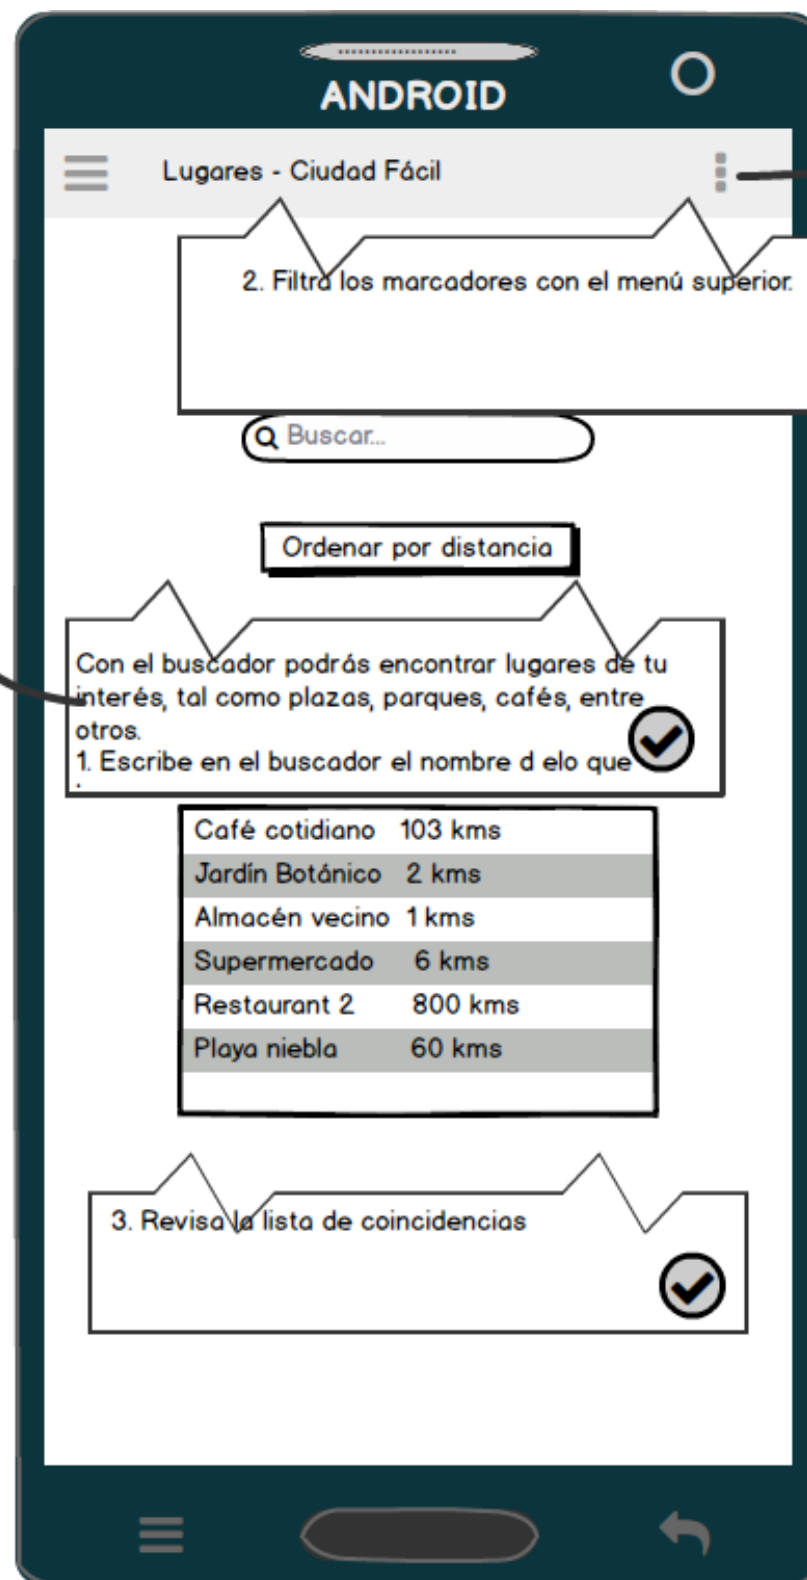 ANDROID
Lugares - Ciudad Fácil
2. Filtra los marcadores con el menú superior.
Buscar...
Ordenar por distancia
Con el buscador podrás encontrar lugares de tu
interés, tal como plazas, parques, cafés, entre
otros.
1. Escribe en el buscador el nombre d elo que
Café cotidiano 103 kms
Jardín Botánico 2 kms
Almacén vecino 1 kms
Supermercado 6 kms
Restaurant 2 800 kms
Playa niebla 60 kms
3. Revisa la lista de coincidencias